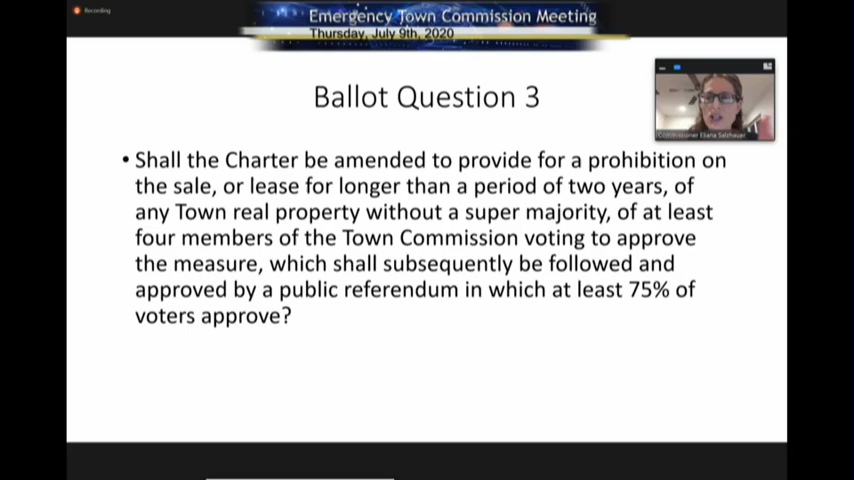 Recording
Emergency Town Commission Meeting
Thursday, July 9th, 2020
Ballot Question 3
Commissioner Eliana Salzhauer
• Shall the Charter be amended to provide for a prohibition on
the sale, or lease for longer than a period of two years, of
any Town real property without a super majority, of at least
four members of the Town Commission voting to approve
the measure, which shall subsequently be followed and
approved by a public referendum in which at least 75% of
voters approve?